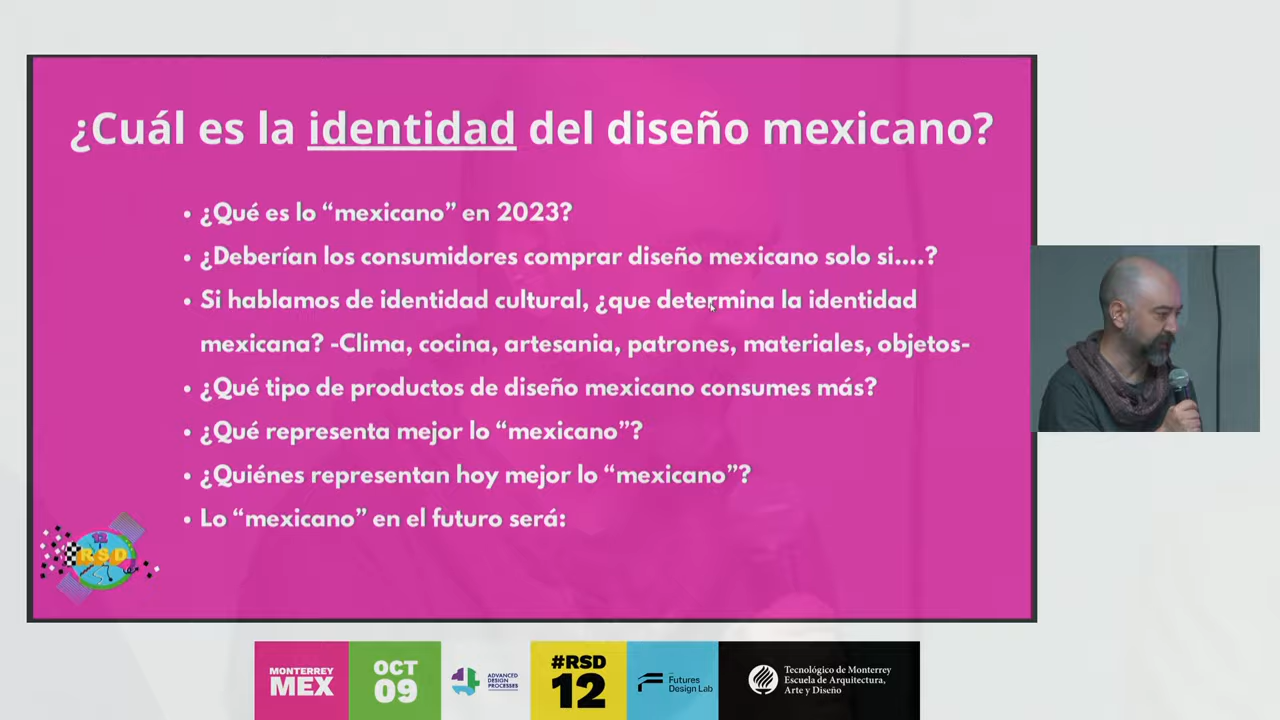 ¿Cuál es la identidad del diseño mexicano?
• ¿Qué es lo “mexicano” en 2023?
• ¿Deberían los consumidores comprar diseño mexicano solo si....?
• Si hablamos de identidad cultural, ¿que determina la identidad
mexicana? -Clima, cocina, artesania, patrones, materiales, objetos-
• ¿Qué tipo de productos de diseño mexicano consumes más?
• ¿Qué representa mejor lo “mexicano”?
• ¿Quiénes representan hoy mejor lo “mexicano”?
• Lo “mexicano” en el futuro será:
12
RSD
MONTERREY
MEX
OCT
09
ADVANCED
DESIGN
PROCESSES
#RSD
12
Futures
Design Lab
Tecnológico de Monterrey
Escuela de Arquitectura,
Arte y Diseño